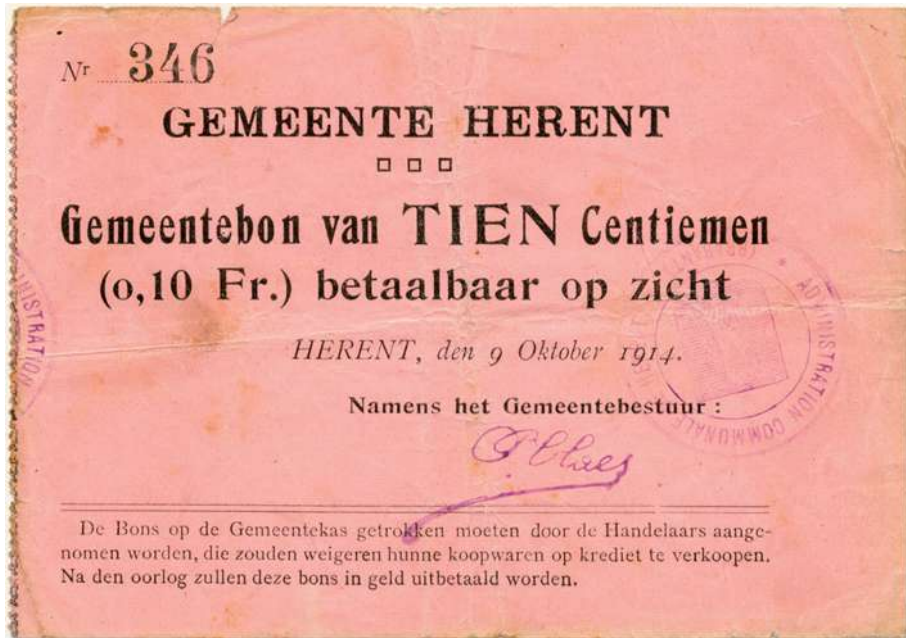 Nr 346
GEMEENTE HERENT
Gemeentebon van TIEN Centiemen
(0,10 Fr.) betaalbaar op zicht
HERENT, den 9 Oktober 1914.
Namens het Gemeentebestuur :
ADMINISTRATION COMMUNALE
De Bons op de Gemeentekas getrokken moeten door de Handelaars aange-
nomen worden, die zouden weigeren hunne koopwaren op krediet te verkoopen.
Na den oorlog zullen deze bons in geld uitbetaald worden.